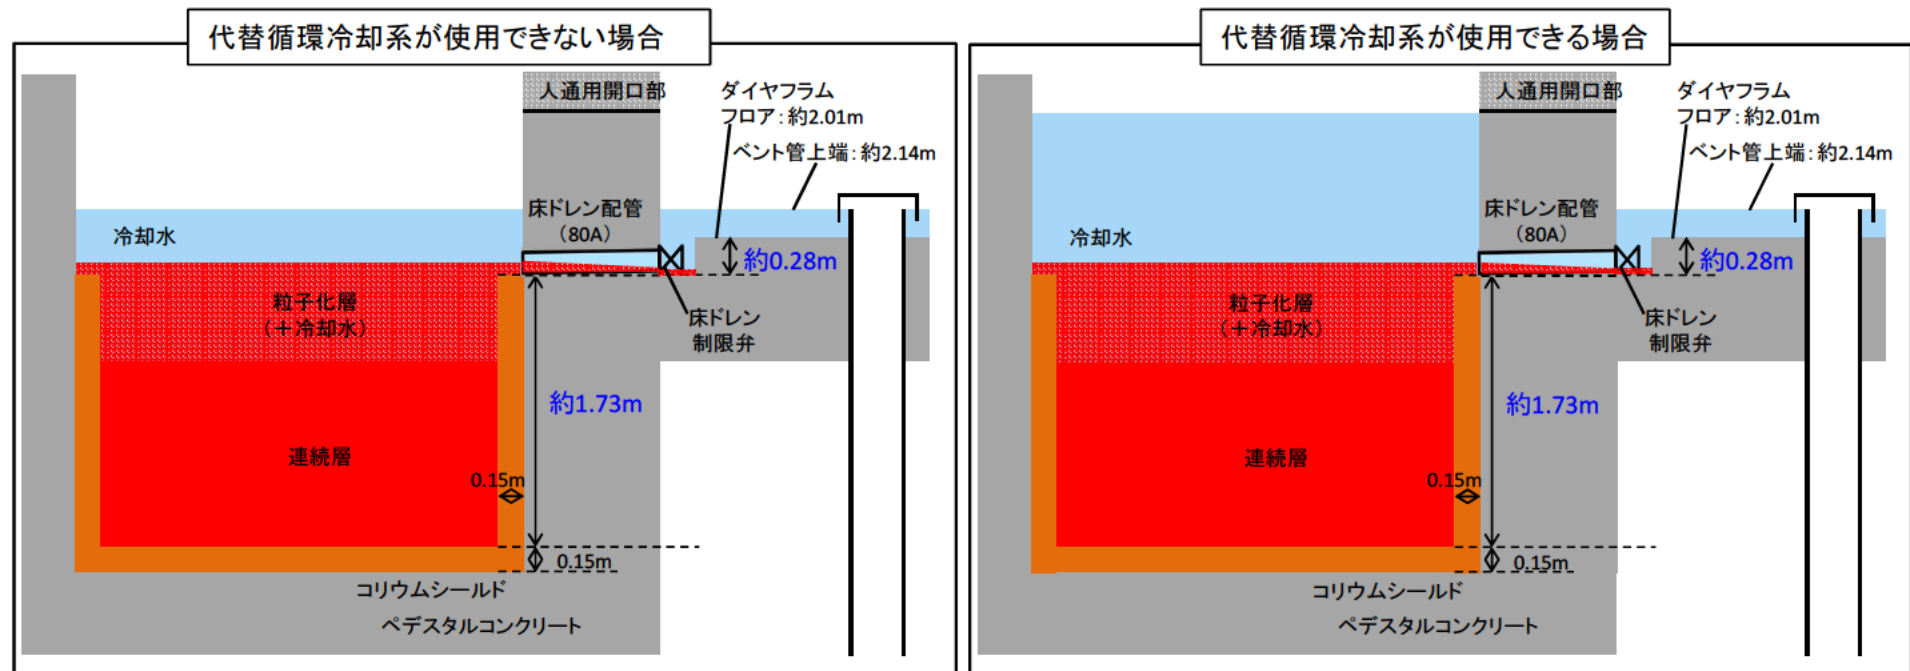 代替循環冷却系が使用できない場合
人通用開口部
ダイヤフラム
フロア：約2.01m
ベント管上端：約2.14m
床ドレン配管
（80A）
冷却水
約0.28m
粒子化層
（＋冷却水）
床ドレン
制限弁
約1.73m
連続層
0.15m
0.15m
コリウムシールド
ペデスタルコンクリート
代替循環冷却系が使用できる場合
人通用開口部
ダイヤフラム
フロア：約2.01m
ベント管上端：約2.14m
床ドレン配管
（80A）
冷却水
約0.28m
粒子化層
（＋冷却水）
床ドレン
制限弁
約1.73m
連続層
0.15m
0.15m
コリウムシールド
ペデスタルコンクリート